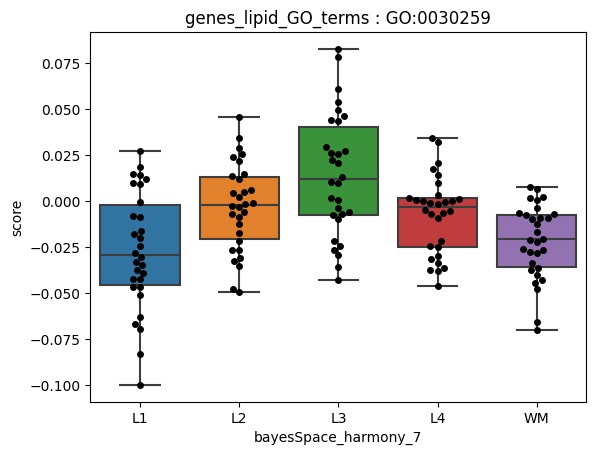 genes_lipid_GO_terms : GO:0030259
0.075
0.050
0.025
0.000
−0.025
−0.050
−0.075
−0.100
score
L1 L2 L3 L4 WM
bayesSpace_harmony_7